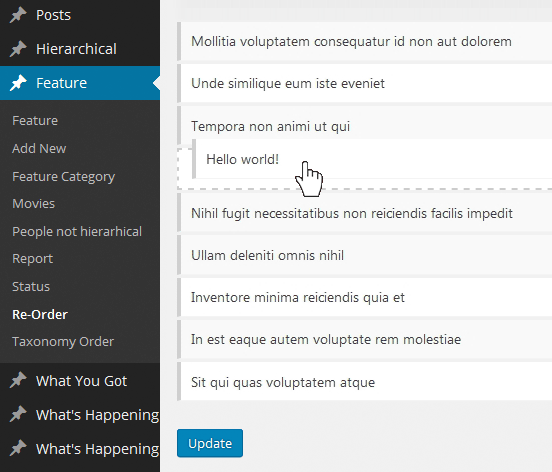 Posts
Hierarchical
Feature
Feature
Add New
Feature Category
Movies
People not hierarhical
Report
Status
Re-Order
Taxonomy Order
What You Got
What's Happening
What's Happening
Mollitia voluptatem consequatur id non aut dolorem
Unde similique eum iste eveniet
Tempora non animi ut qui
Hello world!
Nihil fugit necessitatibus non reiciendis facilis impedit
Ullam deleniti omnis nihil
Inventore minima reiciendis quia et
In est eaque autem voluptate rem molestiae
Sit qui quas voluptatem atque
Update